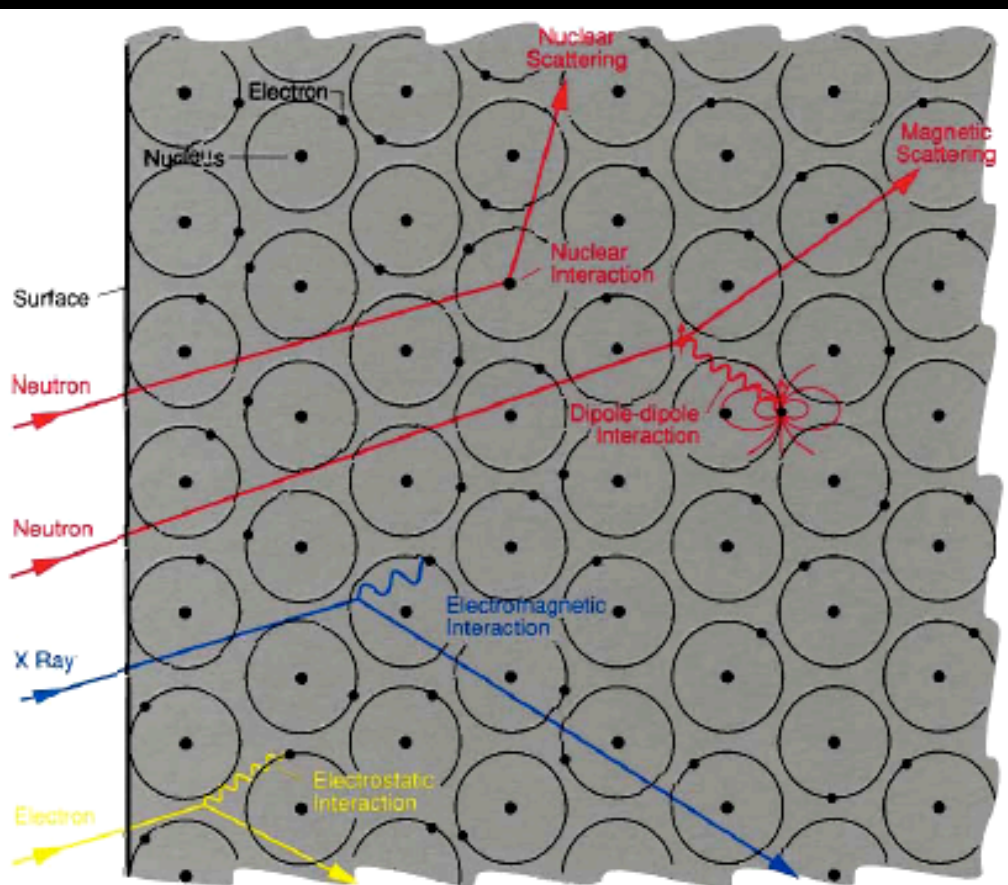 Nuclear
Scattering
Electron
Magnetic
Scattering
Nucleus
Nuclear
Interaction
Surface
Neutron
Dipole-dipole
Interaction
Neutron
Electromagnetic
Interaction
X Ray
Electrostatic
Interaction
Electron